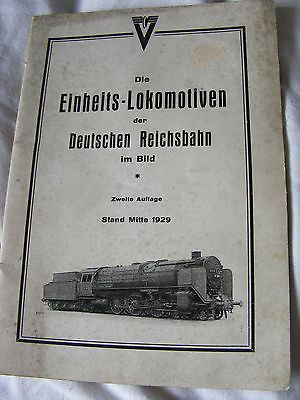 V
Die
Einheits-Lokomotiven
der
Deutschen Reichsbahn
im Bild
*
Zweite Auflage
Stand Mitte 1929